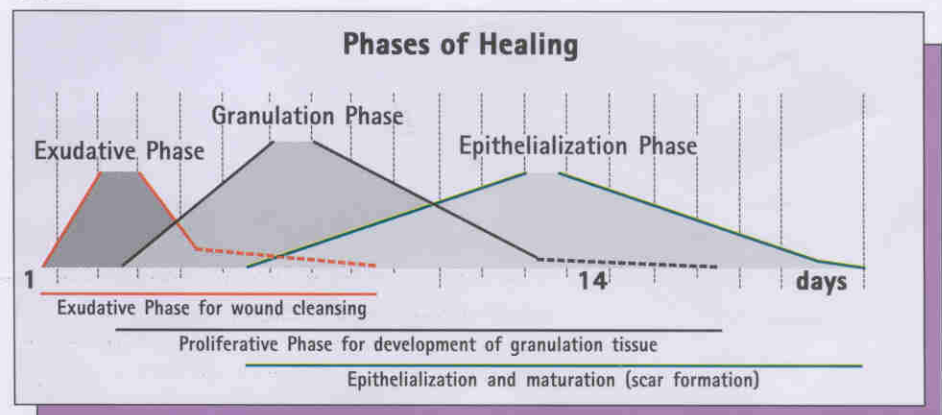 Phases of Healing
Granulation Phase
Exudative Phase
Epithelialization Phase
1
14
days
Exudative Phase for wound cleansing
Proliferative Phase for development of granulation tissue
Epithelialization and maturation (scar formation)